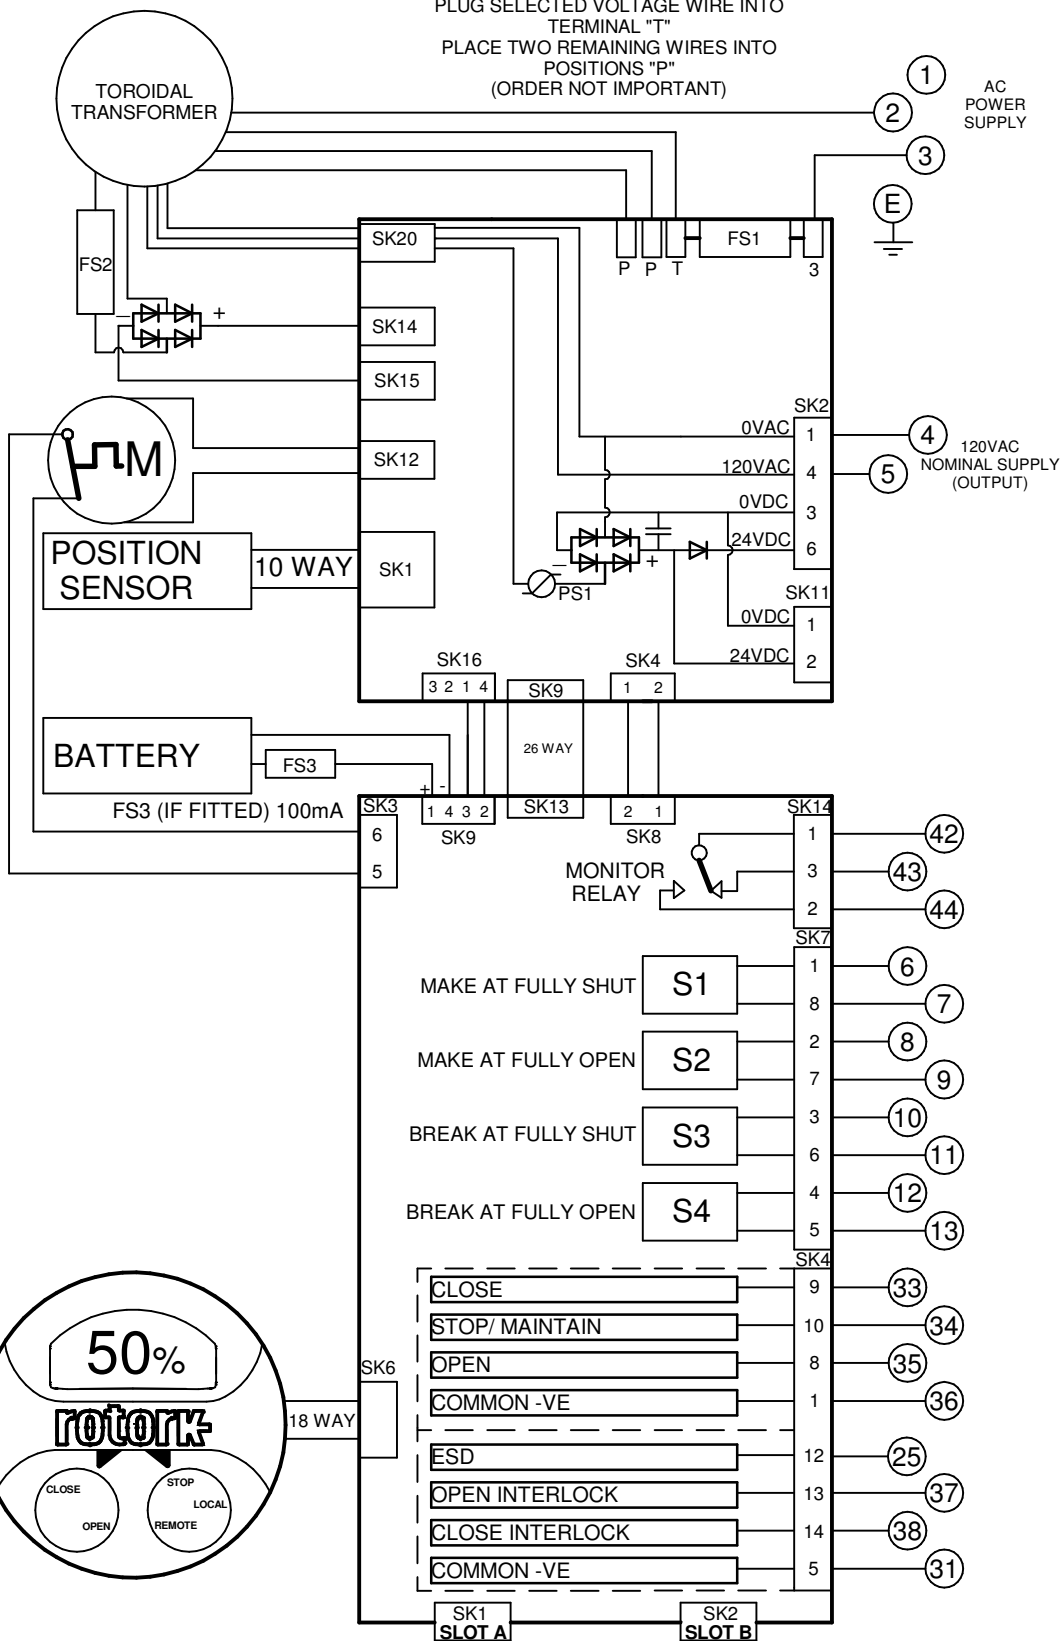 PLUG SELECTED VOLTAGE WIRE INTO
TERMINAL "T"
PLACE TWO REMAINING WIRES INTO
POSITIONS "P"
(ORDER NOT IMPORTANT)
TOROIDAL
TRANSFORMER
1
2
3
AC
POWER
SUPPLY
E
FS2
SK20
P P T
FS1
3
– +
SK14
SK15
SK12
M
SK2
0VAC 1
120VAC 4
0VDC 3
24VDC 6
4
5
120VAC
NOMINAL SUPPLY
(OUTPUT)
POSITION
SENSOR
10 WAY
SK1
– +
PS1
SK11
0VDC 1
24VDC 2
SK16
3 2 1 4
SK9
SK4
1 2
26 WAY
BATTERY
FS3
FS3 (IF FITTED) 100mA
+ -
SK3
6
5
1 4 3 2
SK9
SK13
2 1
SK8
SK14
MONITOR
RELAY
1 42
3 43
2 44
SK7
MAKE AT FULLY SHUT S1
1 6
8 7
MAKE AT FULLY OPEN S2
2 8
7 9
BREAK AT FULLY SHUT S3
3 10
6 11
BREAK AT FULLY OPEN S4
4 12
5 13
SK4
CLOSE 9 33
STOP/ MAINTAIN 10 34
OPEN 8 35
COMMON -VE 1 36
ESD 12 25
OPEN INTERLOCK 13 37
CLOSE INTERLOCK 14 38
COMMON -VE 5 31
50%
rotork
CLOSE
OPEN
STOP
LOCAL
REMOTE
18 WAY
SK6
SK1
SLOT A
SK2
SLOT B